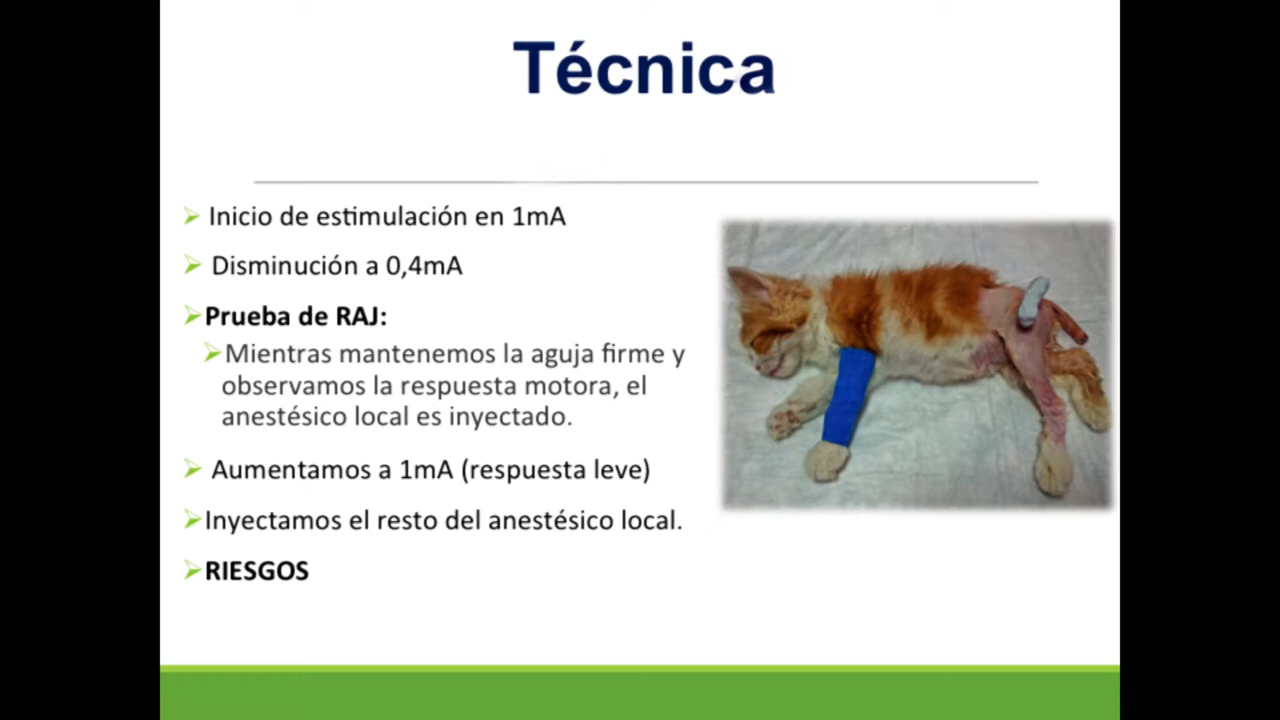 Técnica
Inicio de estimulación en 1mA
Disminución a 0,4mA
Prueba de RAJ:
Mientras mantenemos la aguja firme y
observamos la respuesta motora, el
anestésico local es inyectado.
Aumentamos a 1mA (respuesta leve)
Inyectamos el resto del anestésico local.
RIESGOS